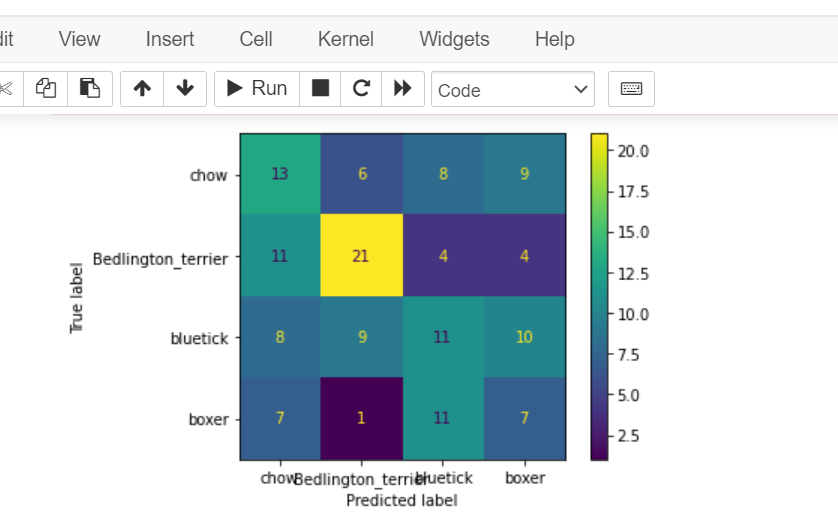 dit View Insert Cell Kernel Widgets Help
Run Code
chow 13 6 8 9
Bedlington_terrier 11 21 4 4
bluetick 8 9 11 10
boxer 7 1 11 7
True label
chow Bedlington_terrier bluetick boxer
Predicted label
20.0
17.5
15.0
12.5
10.0
7.5
5.0
2.5